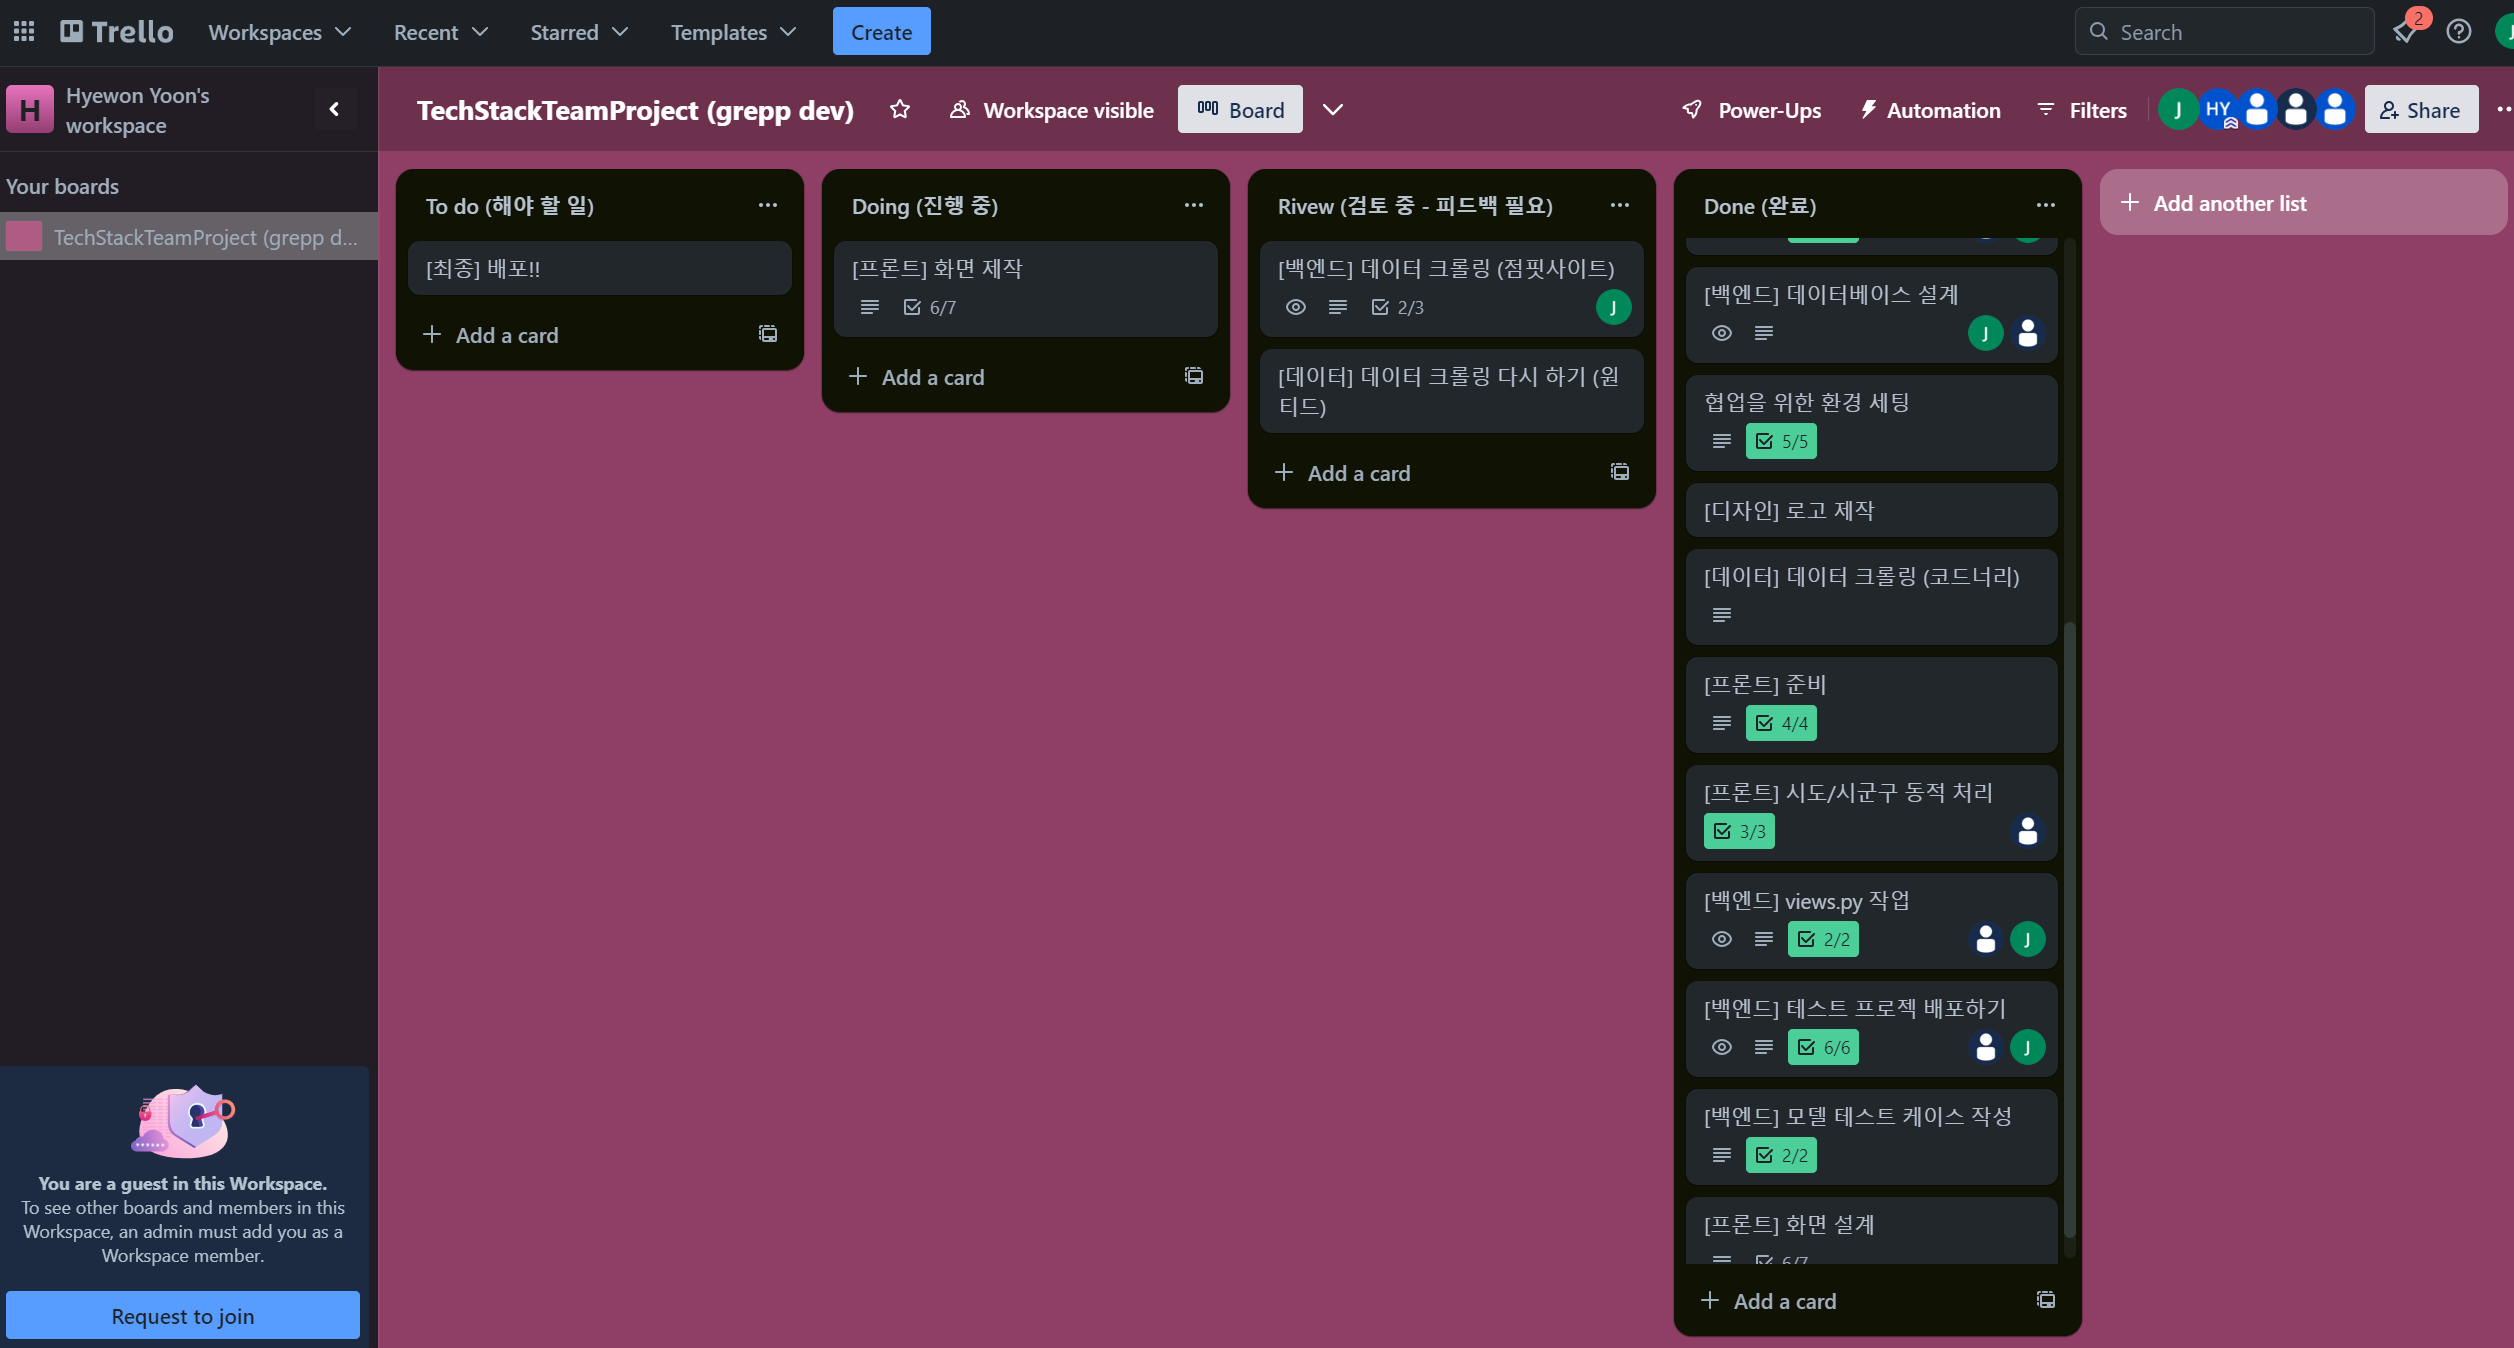 Trello
Workspaces
Recent
Starred
Templates
Create
Search
2
J
H
Hyewon Yoon's
workspace
TechStackTeamProject (grepp dev)
Workspace visible
Board
Power-Ups
Automation
Filters
J
HY
Share
Your boards
TechStackTeamProject (grepp d...
To do (해야 할 일)
[최종] 배포!!
Add a card
Doing (진행 중)
[프론트] 화면 제작
6/7
Add a card
Rivew (검토 중 - 피드백 필요)
[백엔드] 데이터 크롤링 (점핏사이트)
2/3
J
[데이터] 데이터 크롤링 다시 하기 (원
티드)
Add a card
Done (완료)
[백엔드] 데이터베이스 설계
J
협업을 위한 환경 세팅
5/5
[디자인] 로고 제작
[데이터] 데이터 크롤링 (코드너리)
[프론트] 준비
4/4
[프론트] 시도/시군구 동적 처리
3/3
[백엔드] views.py 작업
2/2
J
[백엔드] 테스트 프로젝 배포하기
6/6
J
[백엔드] 모델 테스트 케이스 작성
2/2
[프론트] 화면 설계
6/7
Add a card
Add another list
You are a guest in this Workspace.
To see other boards and members in this
Workspace, an admin must add you as a
Workspace member.
Request to join